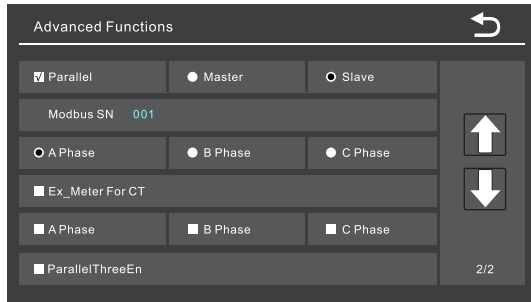 Advanced Functions
Parallel Master Slave
Modbus SN 001
A Phase B Phase C Phase
Ex_Meter For CT
A Phase B Phase C Phase
ParallelThreeEn 2/2